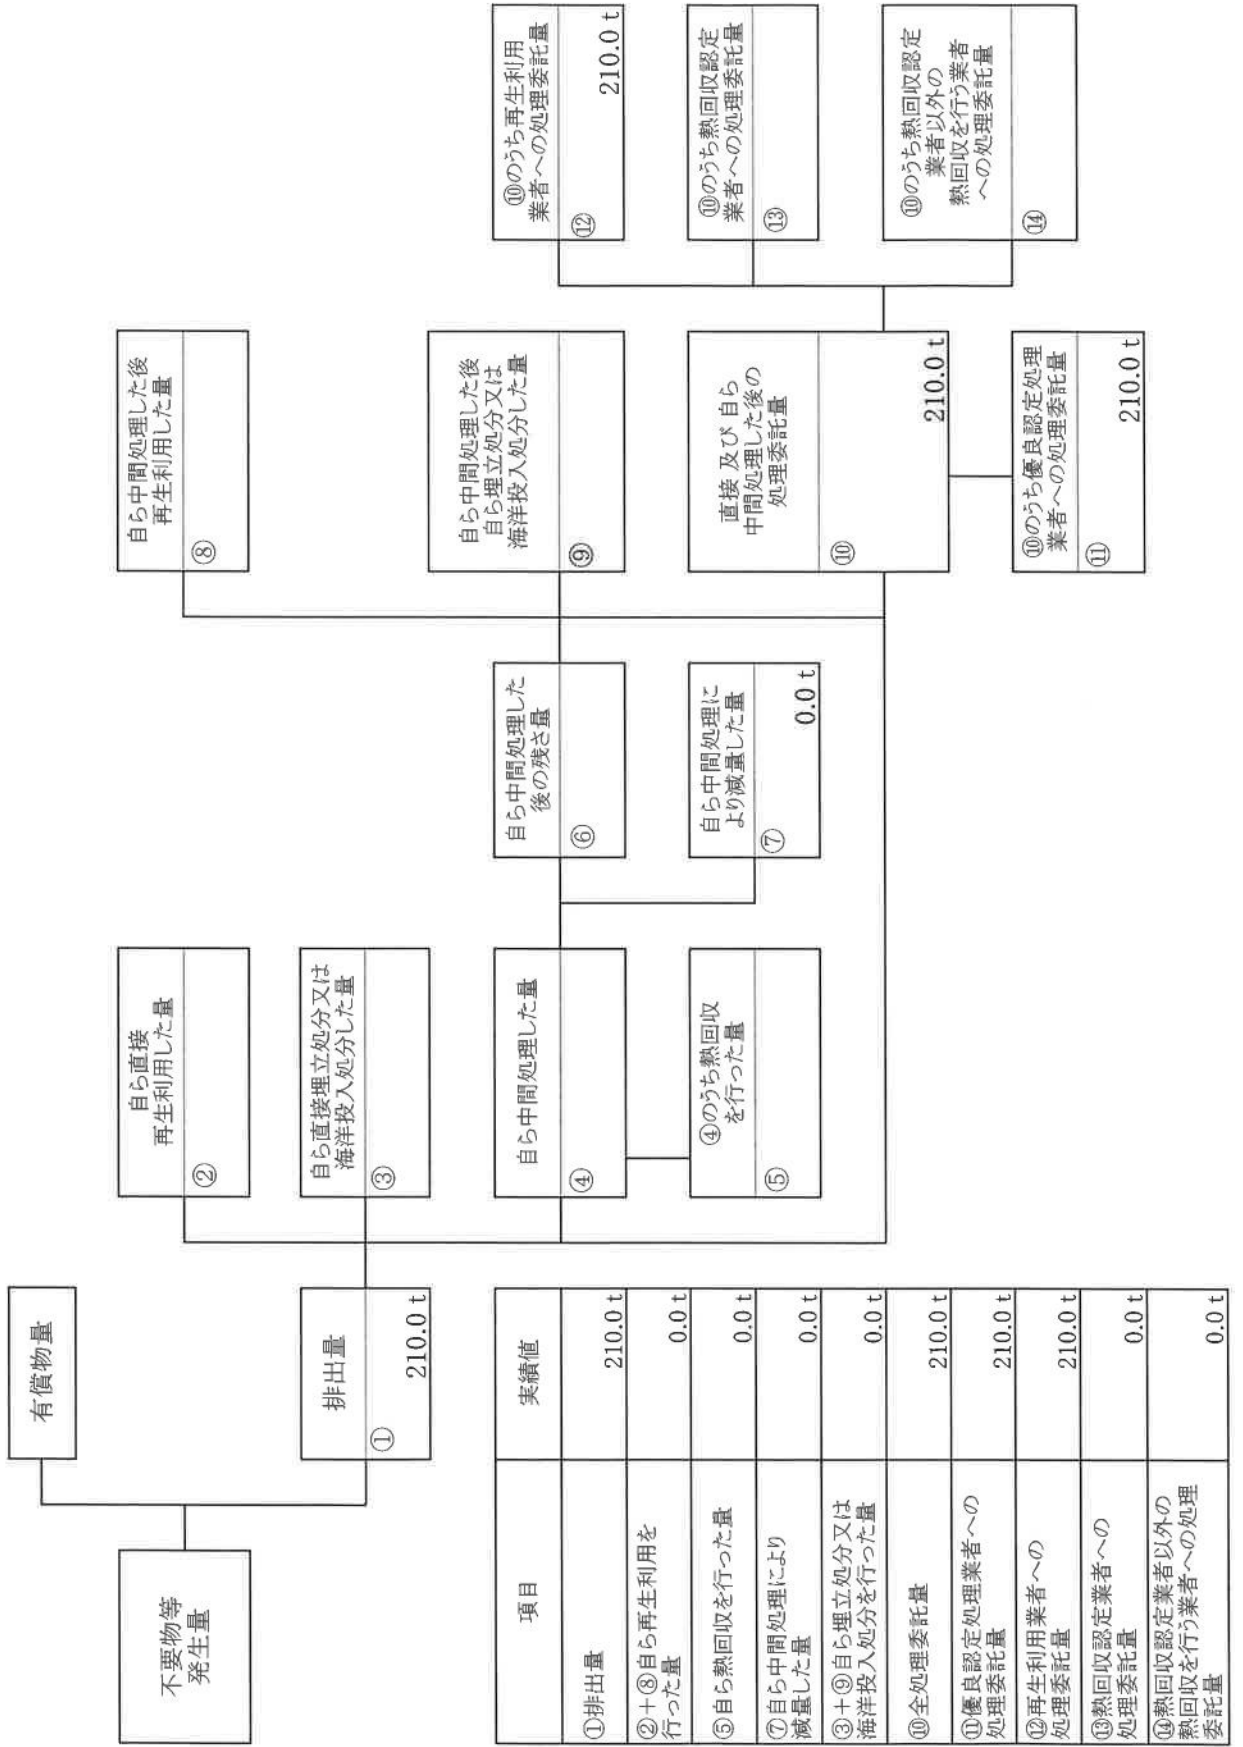 不要物等
発生量
有償物量
排出量
①
210.0 t
自ら直接
再生利用した量
②
自ら直接埋立処分又は
海洋投入処分した量
③
自ら中間処理した量
④
④のうち熱回収
を行った量
⑤
自ら中間処理した
後の残さ量
⑥
自ら中間処理に
より減量した量
⑦
0.0 t
自ら中間処理した後
再生利用した量
⑧
自ら中間処理した後
自ら埋立処分又は
海洋投入処分した量
⑨
直接及び自ら
中間処理した後の
処理委託量
⑩
210.0 t
⑩のうち優良認定処理
業者への処理委託量
⑪
210.0 t
⑩のうち再生利用
業者への処理委託量
⑫
210.0 t
⑩のうち熱回収認定
業者への処理委託量
⑬
⑩のうち熱回収認定
業者以外の
熱回収を行う業者
への処理委託量
⑭
項目
実績値
①排出量
210.0 t
②+⑧自ら再生利用を
行った量
0.0 t
⑤自ら熱回収を行った量
0.0 t
⑦自ら中間処理により
減量した量
0.0 t
③+⑨自ら埋立処分又は
海洋投入処分を行った量
0.0 t
⑩全処理委託量
210.0 t
⑪優良認定処理業者への
処理委託量
210.0 t
⑫再生利用業者への
処理委託量
210.0 t
⑬熱回収認定業者への
処理委託量
0.0 t
⑭熱回収認定業者以外の
熱回収を行う業者への処理
委託量
0.0 t